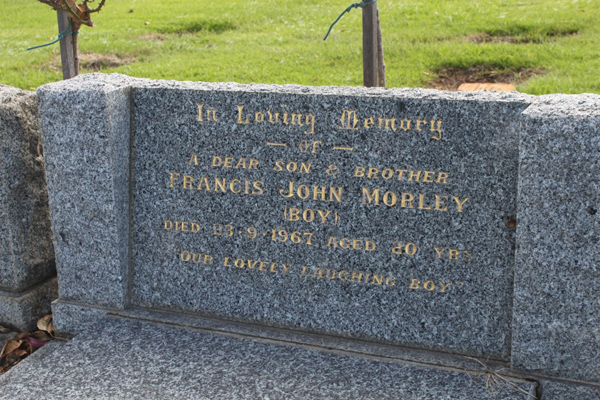 In Loving Memory
— OF —
A DEAR SON & BROTHER
FRANCIS JOHN MORLEY
(BOY)
DIED 23·9·1967 AGED 20 YRS
"OUR LOVELY LAUGHING BOY"